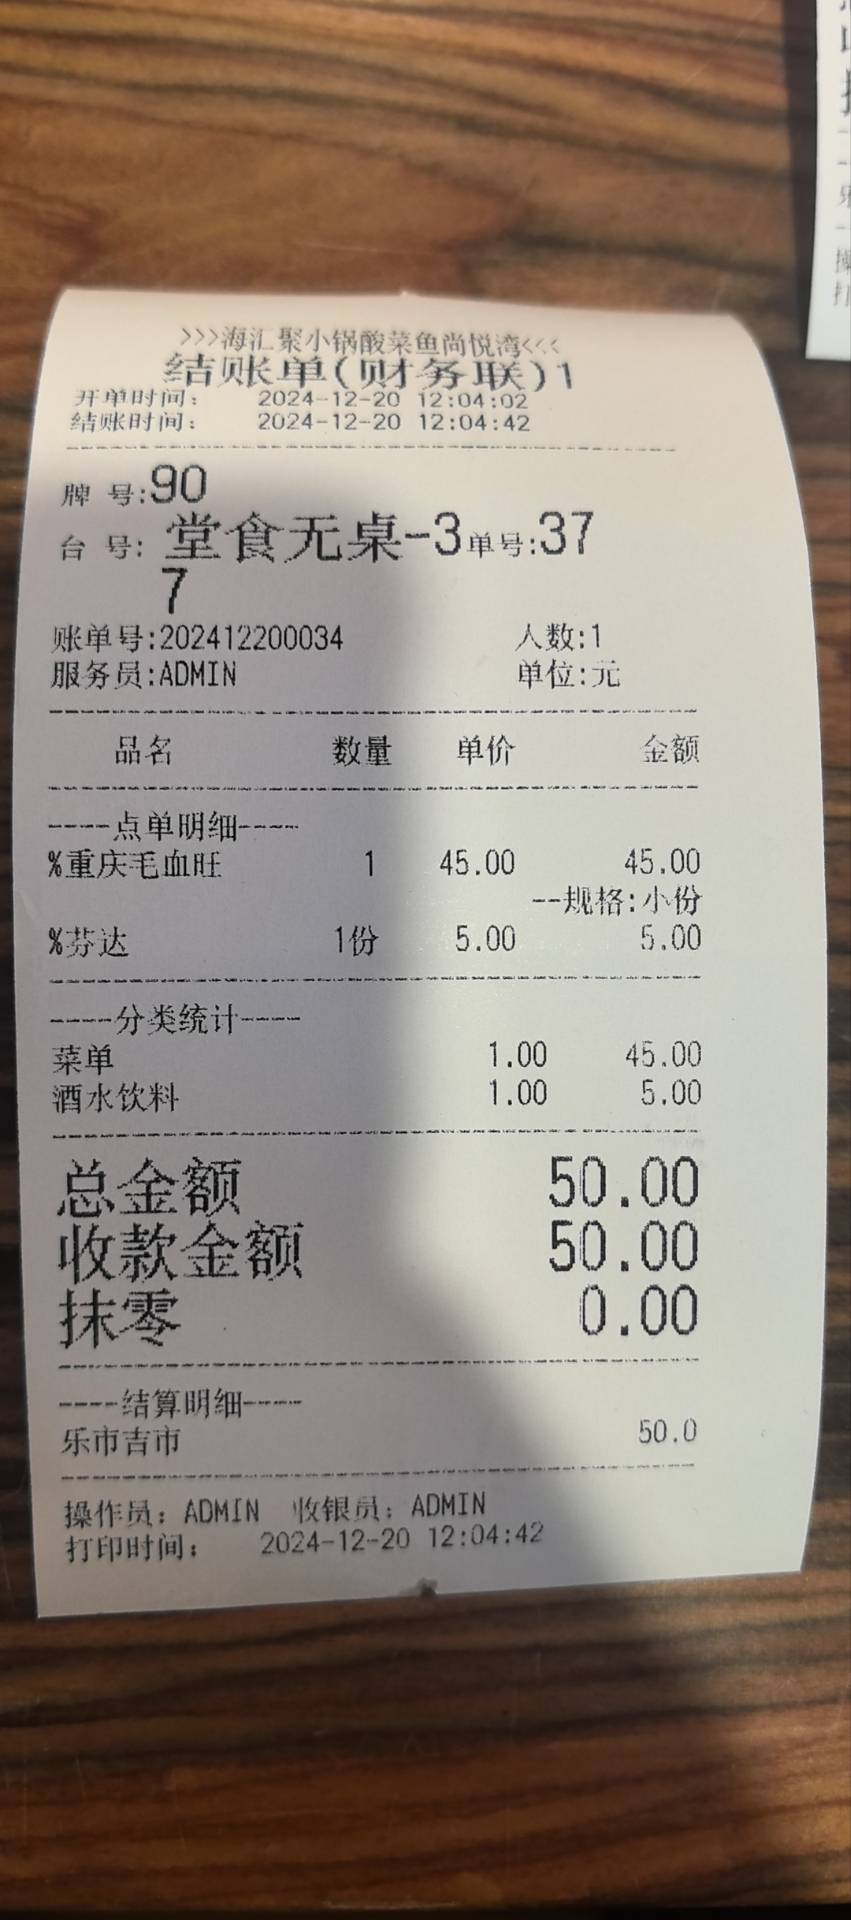 >>>海汇聚小锅酸菜鱼尚悦湾<<<
结账单(财务联)1
开单时间: 2024-12-20 12:04:02
结账时间: 2024-12-20 12:04:42
牌 号:90
台 号: 堂食无桌-3单号:37
7
账单号:202412200034 人数:1
服务员:ADMIN 单位:元
品名 数量 单价 金额
----点单明细----
%重庆毛血旺 1 45.00 45.00
--规格:小份
%芬达 1份 5.00 5.00
----分类统计----
菜单 1.00 45.00
酒水饮料 1.00 5.00
总金额 50.00
收款金额 50.00
抹零 0.00
----结算明细----
乐市吉市 50.0
操作员: ADMIN 收银员: ADMIN
打印时间: 2024-12-20 12:04:42